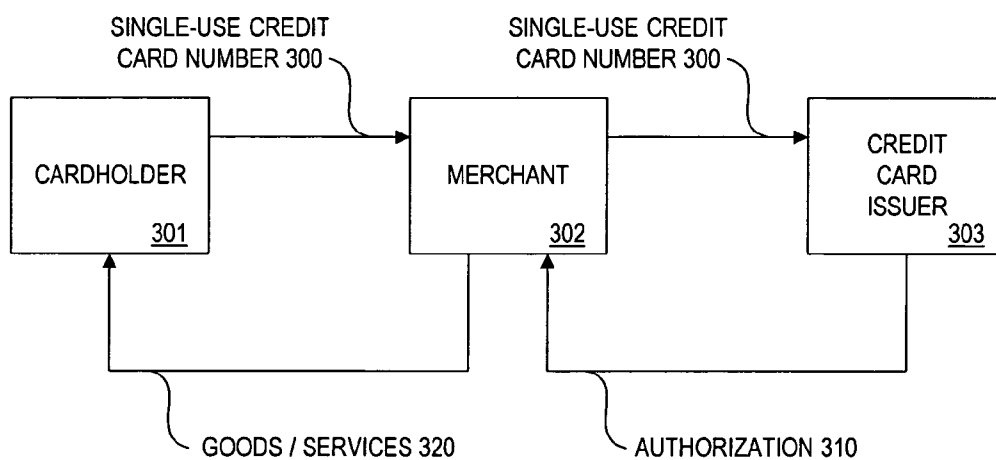 SINGLE-USE CREDIT
CARD NUMBER 300
SINGLE-USE CREDIT
CARD NUMBER 300
CARDHOLDER
301
MERCHANT
302
CREDIT
CARD
ISSUER
303
GOODS / SERVICES 320
AUTHORIZATION 310